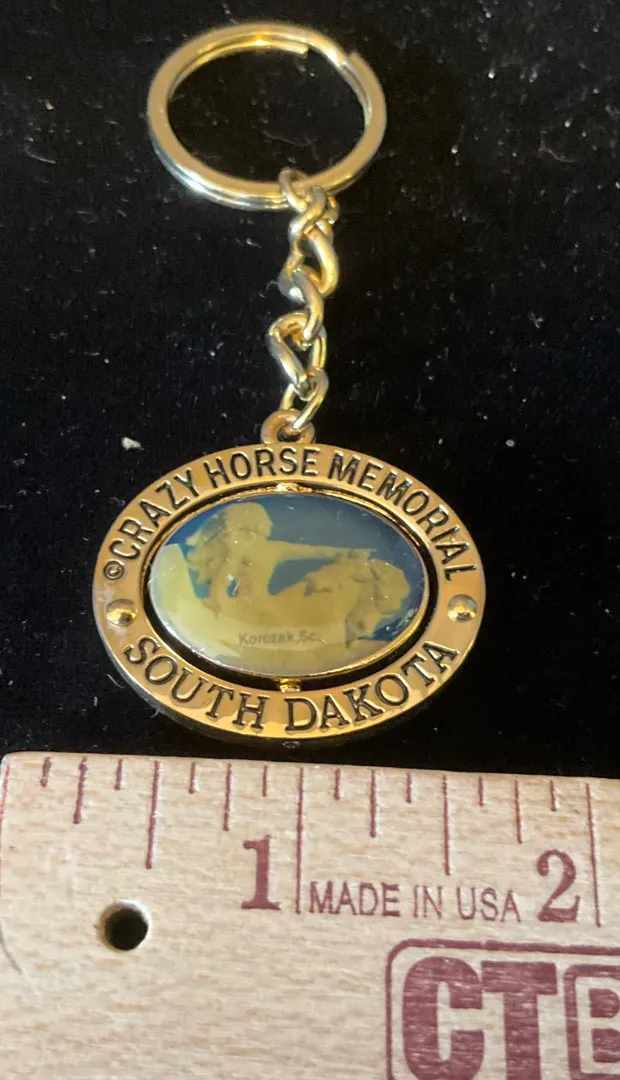 ©CRAZY HORSE MEMORIAL
Korczak, Sc.
SOUTH DAKOTA
1 MADE IN USA 2
CTB